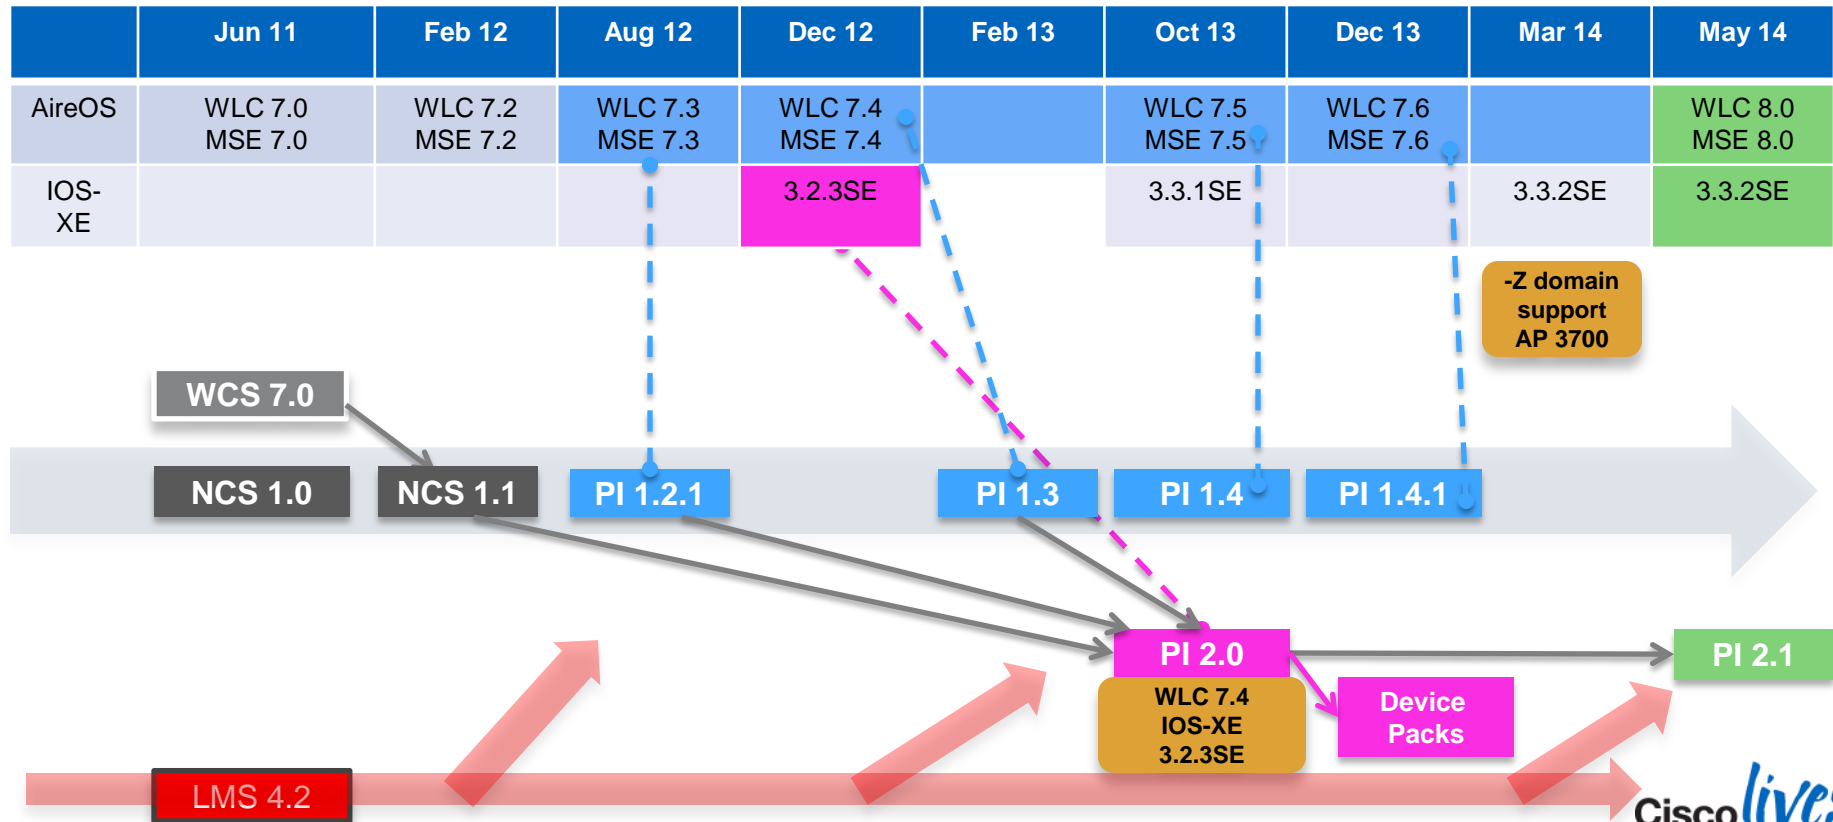 Jun 11 Feb 12 Aug 12 Dec 12 Feb 13 Oct 13 Dec 13 Mar 14 May 14
AireOS WLC 7.0 WLC 7.2 WLC 7.3 WLC 7.4 WLC 7.5 WLC 7.6 WLC 8.0
MSE 7.0 MSE 7.2 MSE 7.3 MSE 7.4 MSE 7.5 MSE 7.6 MSE 8.0
IOS- 3.2.3SE 3.3.1SE 3.3.2SE 3.3.2SE
XE
-Z domain
support
AP 3700
WCS 7.0
NCS 1.0 NCS 1.1 PI 1.2.1 PI 1.3 PI 1.4 PI 1.4.1
PI 2.0 PI 2.1
WLC 7.4
IOS-XE
3.2.3SE
Device
Packs
LMS 4.2
Cisco live!